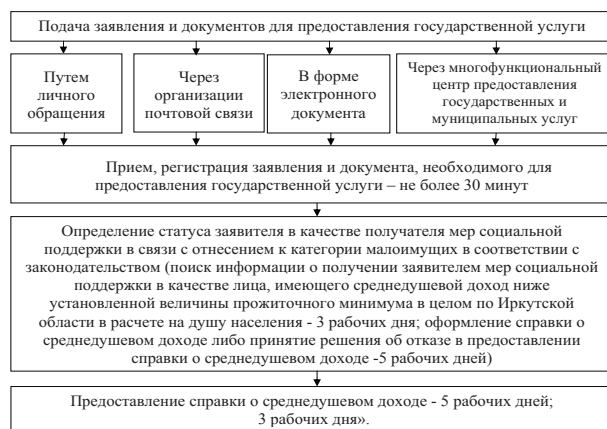 Подача заявления и документов для предоставления государственной услуги
Путем
личного
обращения
Через
организации
почтовой связи
В форме
электронного
документа
Через многофункциональный
центр предоставления
государственных и
муниципальных услуг
Прием, регистрация заявления и документа, необходимого для
предоставления государственной услуги – не более 30 минут
Определение статуса заявителя в качестве получателя мер социальной
поддержки в связи с отнесением к категории малоимущих в соответствии с
законодательством (поиск информации о получении заявителем мер социальной
поддержки в качестве лица, имеющего среднедушевой доход ниже
установленной величины прожиточного минимума в целом по Иркутской
области в расчете на душу населения - 3 рабочих дня; оформление справки о
среднедушевом доходе либо принятие решения об отказе в предоставлении
справки о среднедушевом доходе -5 рабочих дней)
Предоставление справки о среднедушевом доходе - 5 рабочих дней;
3 рабочих дня».